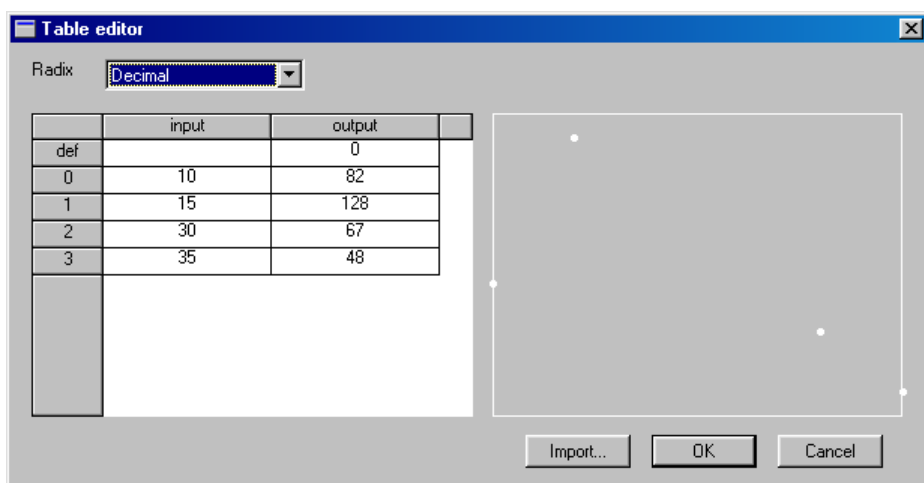 Table editor
Radix Decimal
input output
def 0
0 10 82
1 15 128
2 30 67
3 35 48
Import... OK Cancel